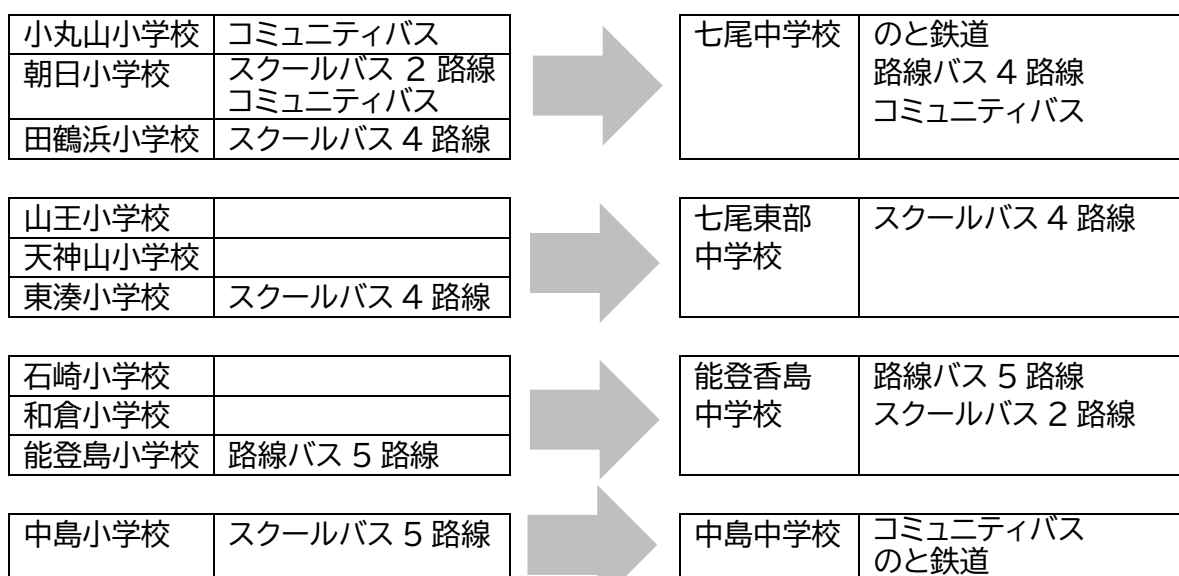 小丸山小学校 コミュニティバス
朝日小学校 スクールバス 2 路線
コミュニティバス
田鶴浜小学校 スクールバス 4 路線
七尾中学校 のと鉄道
路線バス 4 路線
コミュニティバス
山王小学校
天神山小学校
東湊小学校 スクールバス 4 路線
七尾東部 スクールバス 4 路線
中学校
石崎小学校
和倉小学校
能登島小学校 路線バス 5 路線
能登香島 路線バス 5 路線
中学校 スクールバス 2 路線
中島小学校 スクールバス 5 路線
中島中学校 コミュニティバス
のと鉄道